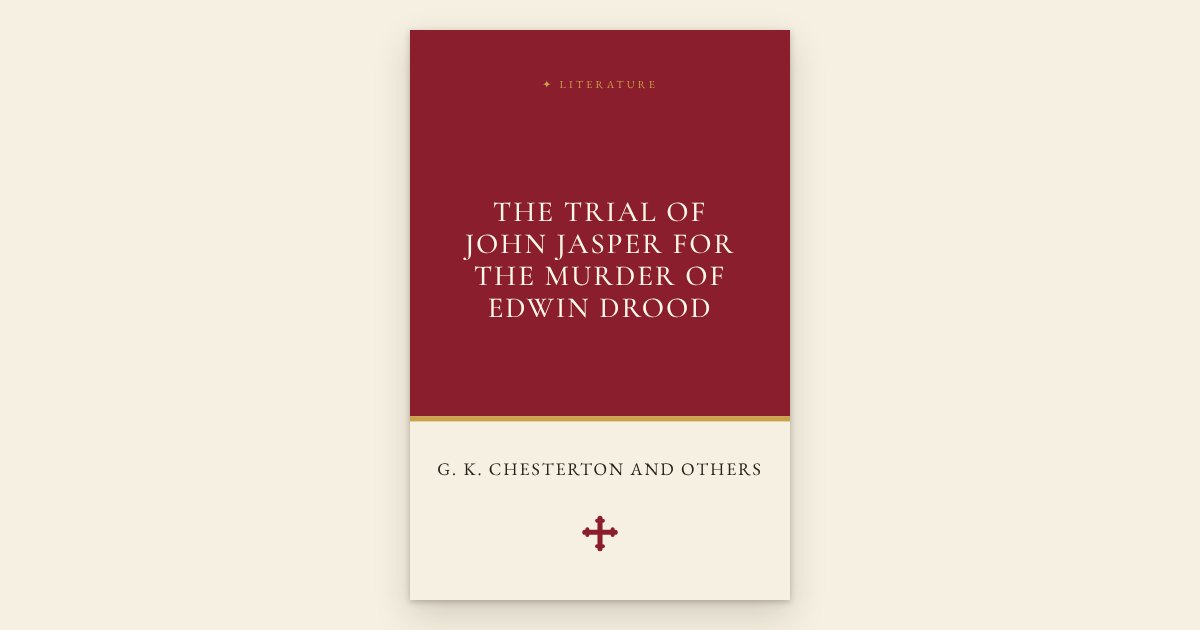 ✦ LITERATURE
THE TRIAL OF
JOHN JASPER FOR
THE MURDER OF
EDWIN DROOD
G. K. CHESTERTON AND OTHERS